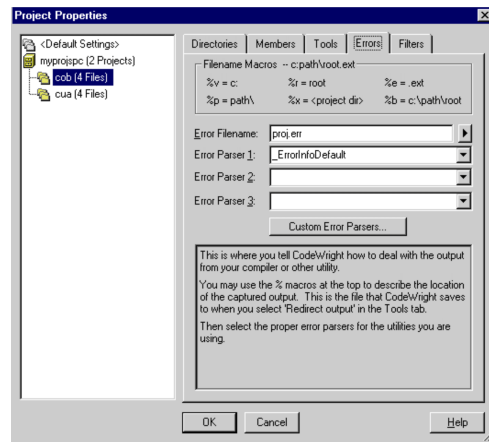 Project Properties
<Default Settings>
myprojspc (2 Projects)
cob (4 Files)
cua (4 Files)
Directories Members Tools Errors Filters
Filename Macros -- c:path\root.ext
%v = c: %r = root %e = .ext
%p = path\ %x = <project dir> %b = c:\path\root
Error Filename: proj.err
Error Parser 1: _ErrorInfoDefault
Error Parser 2:
Error Parser 3:
Custom Error Parsers...
This is where you tell CodeWright how to deal with the output
from your compiler or other utility.
You may use the % macros at the top to describe the location
of the captured output. This is the file that CodeWright saves
to when you select 'Redirect output' in the Tools tab.
Then select the proper error parsers for the utilities you are
using.
OK Cancel Help